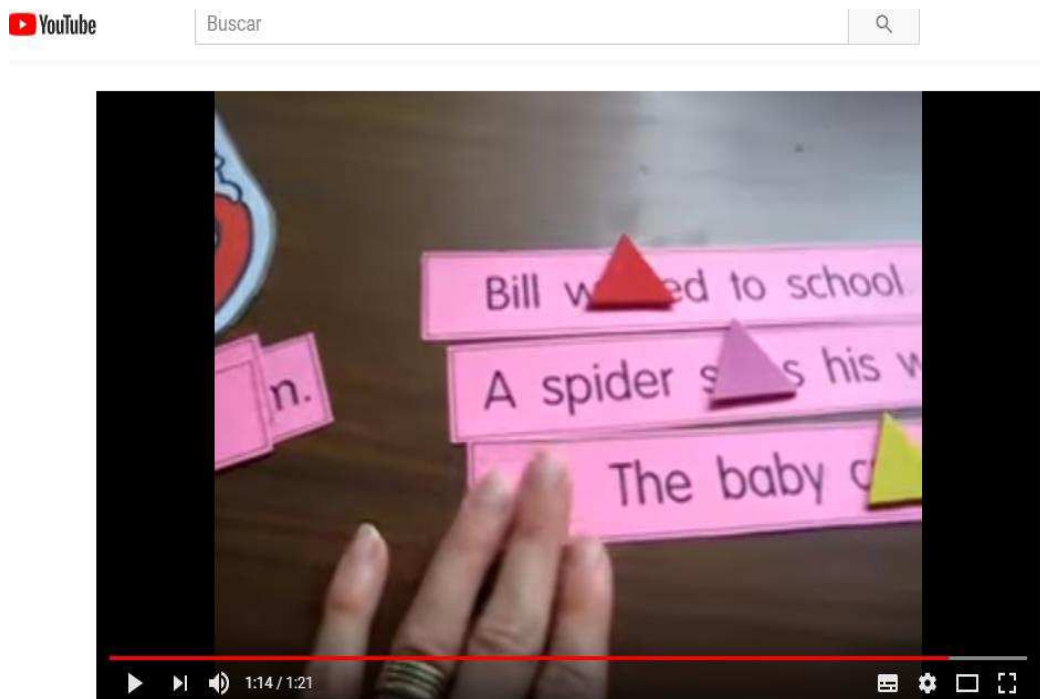 YouTube
Buscar
Bill w ed to school
A spider s s his w
n.
The baby c
1:14 / 1:21